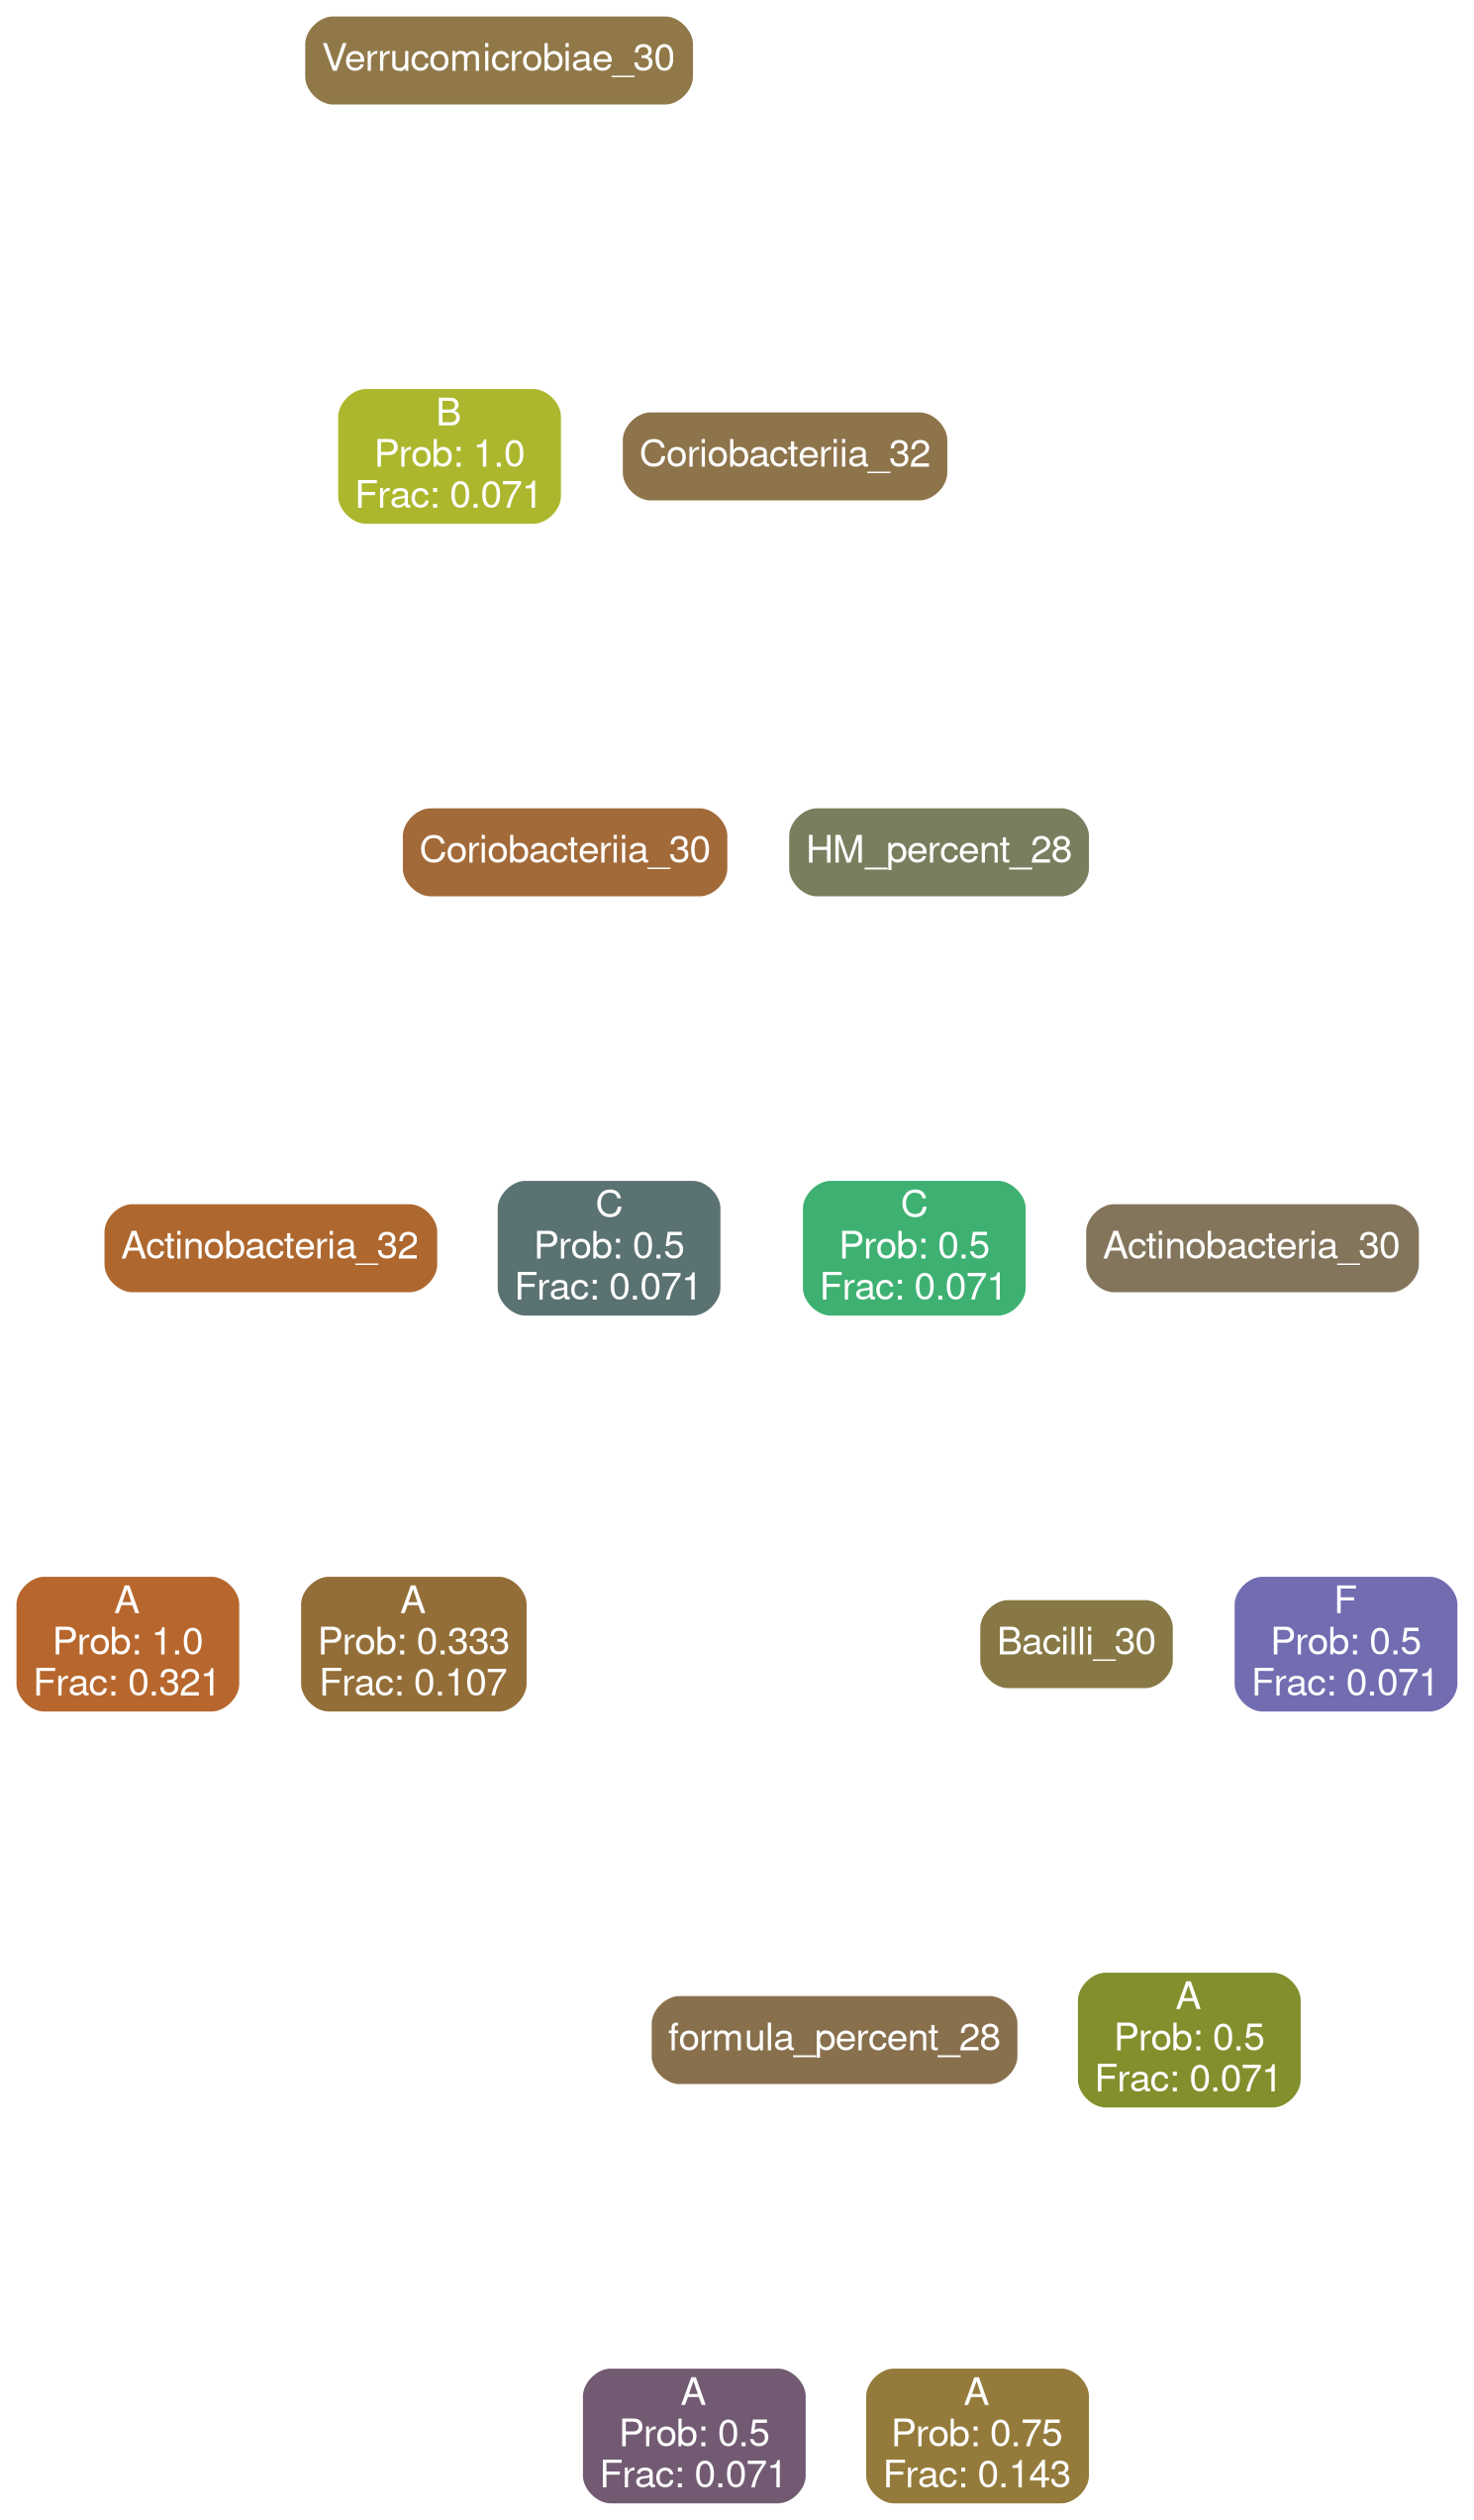 Verrucomicrobiae_30
B
Prob: 1.0
Frac: 0.071
Coriobacteriia_32
Coriobacteriia_30
HM_percent_28
Actinobacteria_32
C
Prob: 0.5
Frac: 0.071
C
Prob: 0.5
Frac: 0.071
Actinobacteria_30
A
Prob: 1.0
Frac: 0.321
A
Prob: 0.333
Frac: 0.107
Bacilli_30
F
Prob: 0.5
Frac: 0.071
formula_percent_28
A
Prob: 0.5
Frac: 0.071
A
Prob: 0.5
Frac: 0.071
A
Prob: 0.75
Frac: 0.143